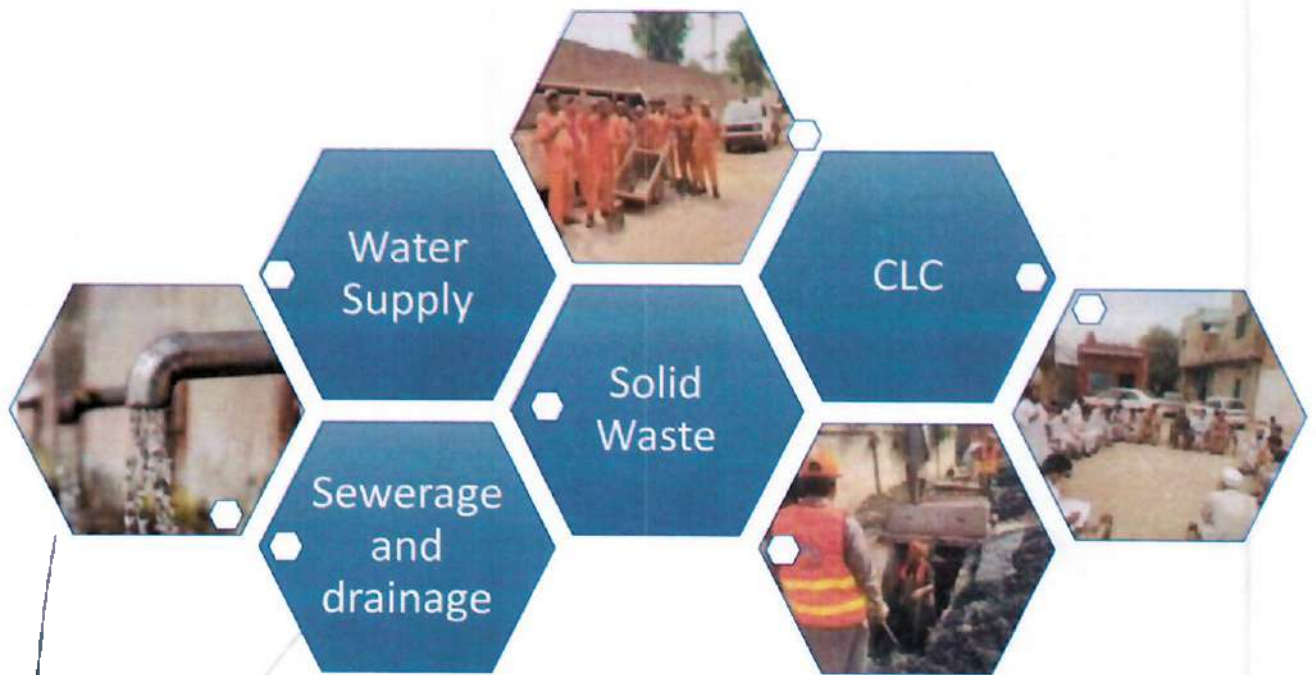 Water
Supply
CLC
Solid
Waste
Sewerage
and
drainage